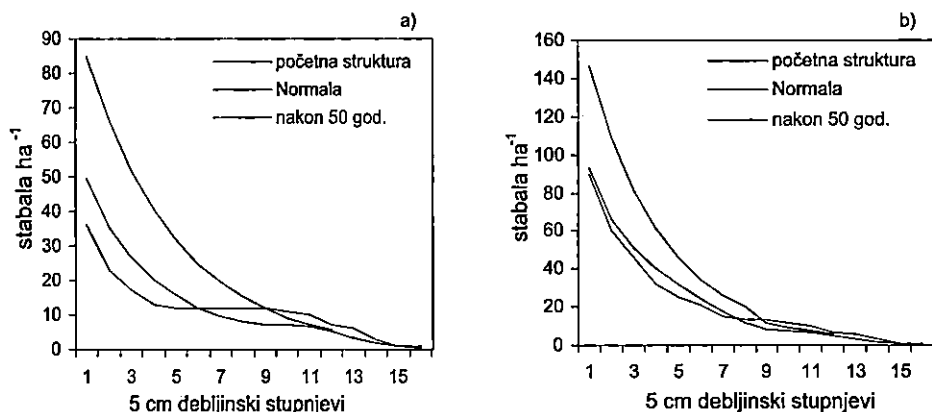 a)
90
80
70
60
50
40
30
20
10
0
stabala ha⁻¹
početna struktura
Normala
nakon 50 god.
1 3 5 7 9 11 13 15
5 cm debljinski stupnjevi
b)
160
140
120
100
80
60
40
20
0
stabala ha⁻¹
početna struktura
Normala
nakon 50 god.
1 3 5 7 9 11 13 15
5 cm debljinski stupnjevi